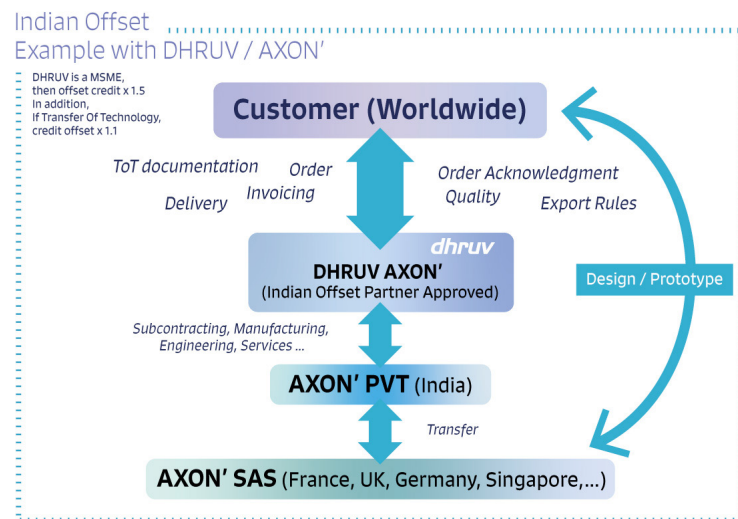 Indian Offset
Example with DHRUV / AXON’
DHRUV is a MSME,
then offset credit x 1.5
In addition,
If Transfer Of Technology,
credit offset x 1.1
Customer (Worldwide)
ToT documentation
Order
Order Acknowledgment
Delivery
Invoicing
Quality
Export Rules
dhruv
DHRUV AXON’
(Indian Offset Partner Approved)
Design / Prototype
Subcontracting, Manufacturing,
Engineering, Services ...
AXON’ PVT (India)
Transfer
AXON’ SAS (France, UK, Germany, Singapore,...)